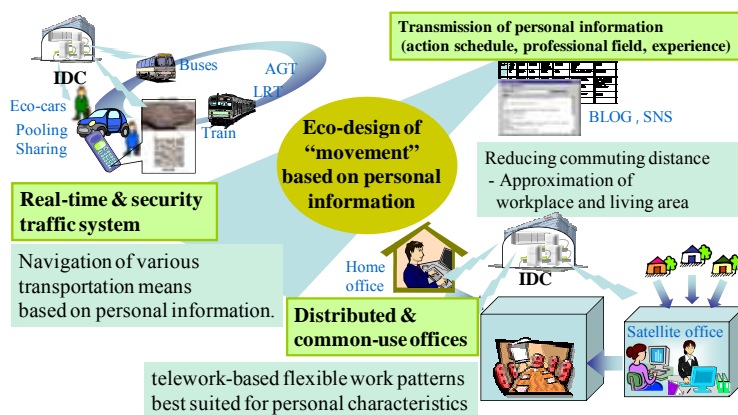 IDC
Buses
AGT
LRT
Train
Eco-cars
Pooling
Sharing
Real-time & security
traffic system
Navigation of various
transportation means
based on personal information.
Eco-design of
“movement”
based on personal
information
Transmission of personal information
(action schedule, professional field, experience)
BLOG , SNS
Reducing commuting distance
- Approximation of
workplace and living area
Home
office
IDC
Distributed &
common-use offices
Satellite office
telework-based flexible work patterns
best suited for personal characteristics